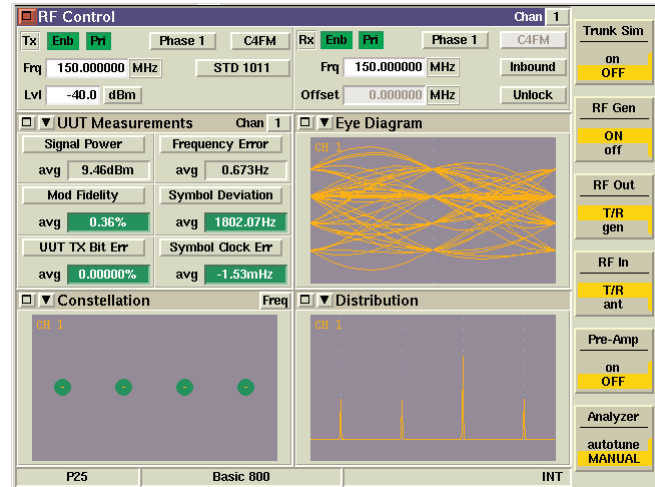 RF Control Chan 1
Tx Enb Pri Phase 1 C4FM
Frq 150.000000 MHz STD 1011
Lvl -40.0 dBm
Rx Enb Pri Phase 1 C4FM
Frq 150.000000 MHz Inbound
Offset 0.000000 MHz Unlock
UUT Measurements Chan 1
Signal Power Frequency Error
avg 9.46dBm avg 0.673Hz
Mod Fidelity Symbol Deviation
avg 0.36% avg 1802.07Hz
UUT TX Bit Err Symbol Clock Err
avg 0.00000% avg -1.53mHz
Eye Diagram
CH 1
Constellation Freq
CH 1
Distribution
CH 1
P25 Basic 800 INT
Trunk Sim
on
OFF
RF Gen
ON
off
RF Out
T/R
gen
RF In
T/R
ant
Pre-Amp
on
OFF
Analyzer
autotune
MANUAL